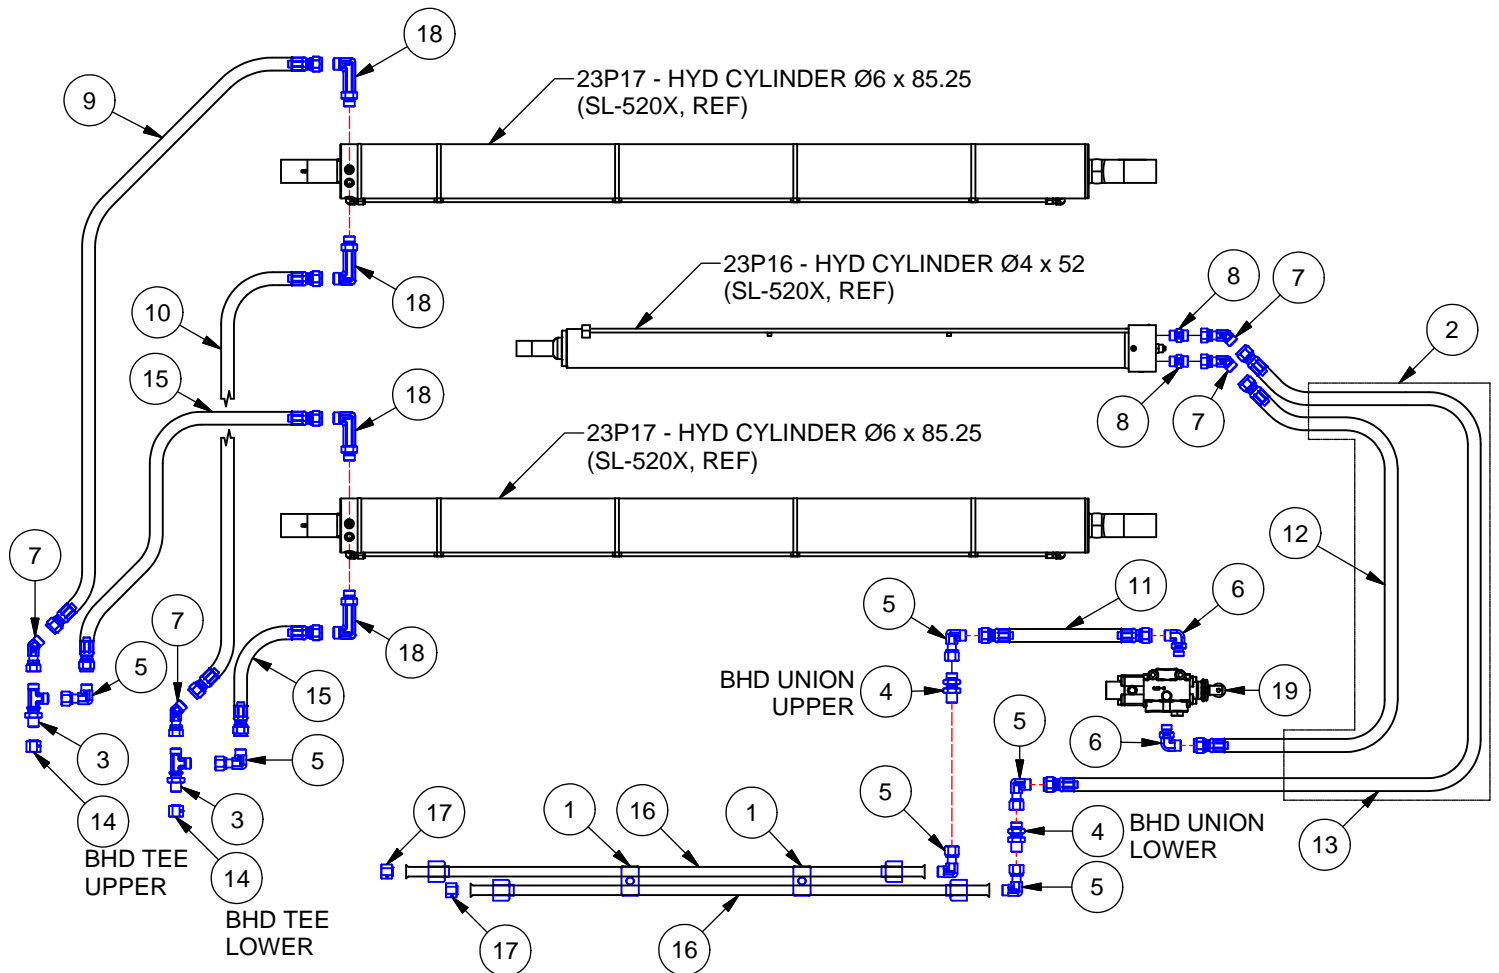 18
23P17 - HYD CYLINDER Ø6 x 85.25
(SL-520X, REF)
9
23P16 - HYD CYLINDER Ø4 x 52
(SL-520X, REF)
8
7
18
10
2
15
18
8
7
23P17 - HYD CYLINDER Ø6 x 85.25
(SL-520X, REF)
12
7
11
5
6
7
5
18
15
BHD UNION
UPPER
4
19
5
3
5
6
14
3
17
1
16
1
5
4
BHD UNION
LOWER
13
BHD TEE
UPPER
14
5
BHD TEE
LOWER
17
16